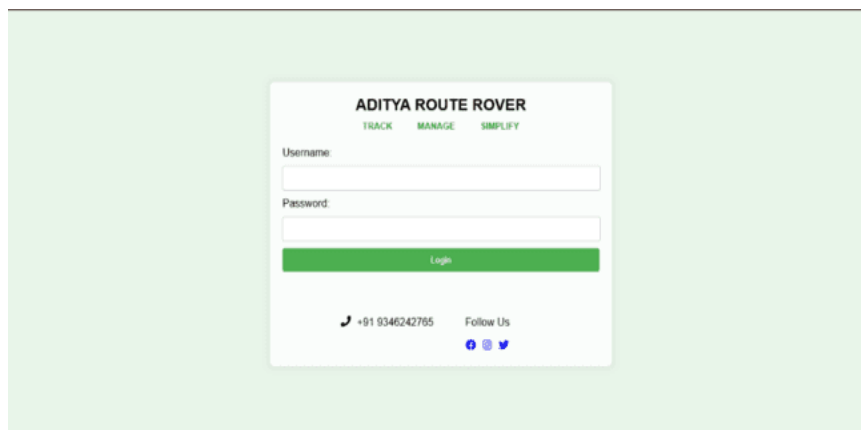 ADITYA ROUTE ROVER
TRACK MANAGE SIMPLIFY
Username:
Password:
Login
+91 9346242765 Follow Us